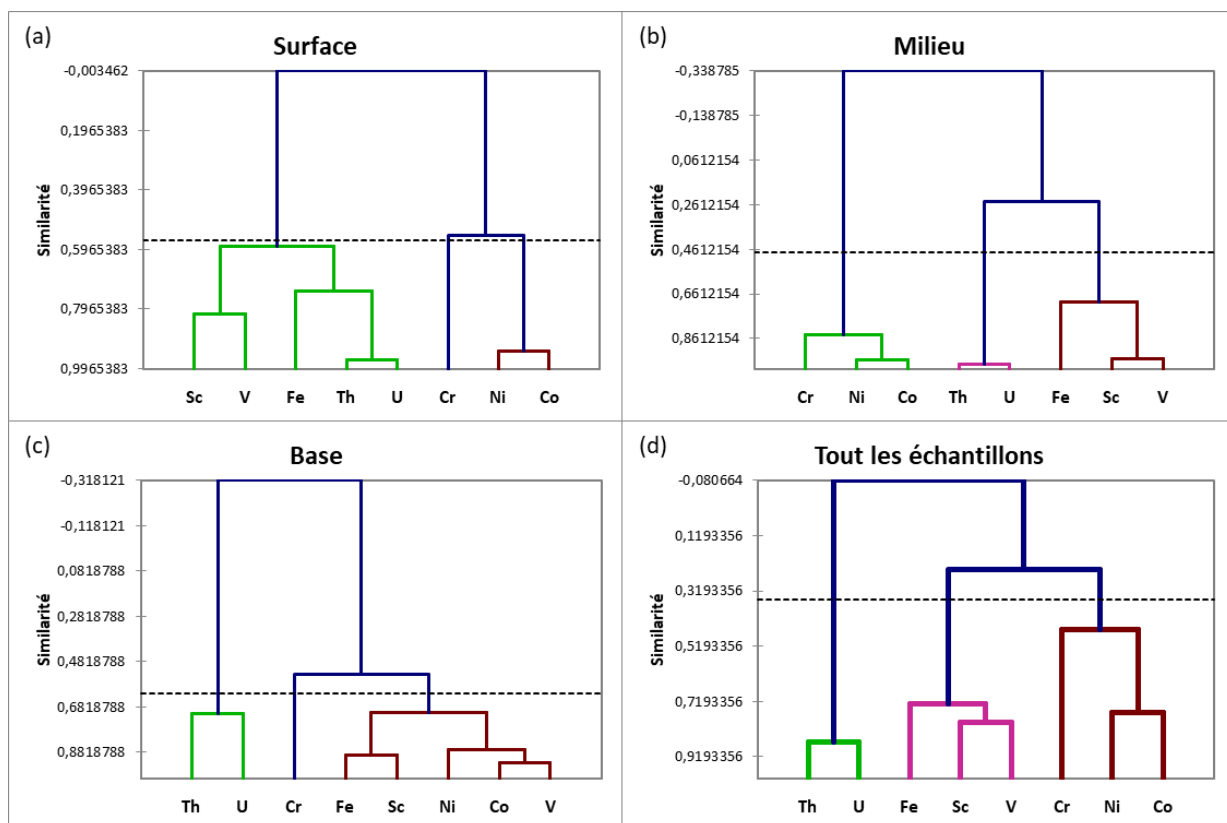 (a)
Surface
-0,003462
0,1965383
0,3965383
0,5965383
0,7965383
0,9965383
Similarité
Sc V Fe Th U Cr Ni Co
(b)
Milieu
-0,338785
-0,138785
0,0612154
0,2612154
0,4612154
0,6612154
0,8612154
Similarité
Cr Ni Co Th U Fe Sc V
(c)
Base
-0,318121
-0,118121
0,0818788
0,2818788
0,4818788
0,6818788
0,8818788
Similarité
Th U Cr Fe Sc Ni Co V
(d)
Tout les échantillons
-0,080664
0,1193356
0,3193356
0,5193356
0,7193356
0,9193356
Similarité
Th U Fe Sc V Cr Ni Co